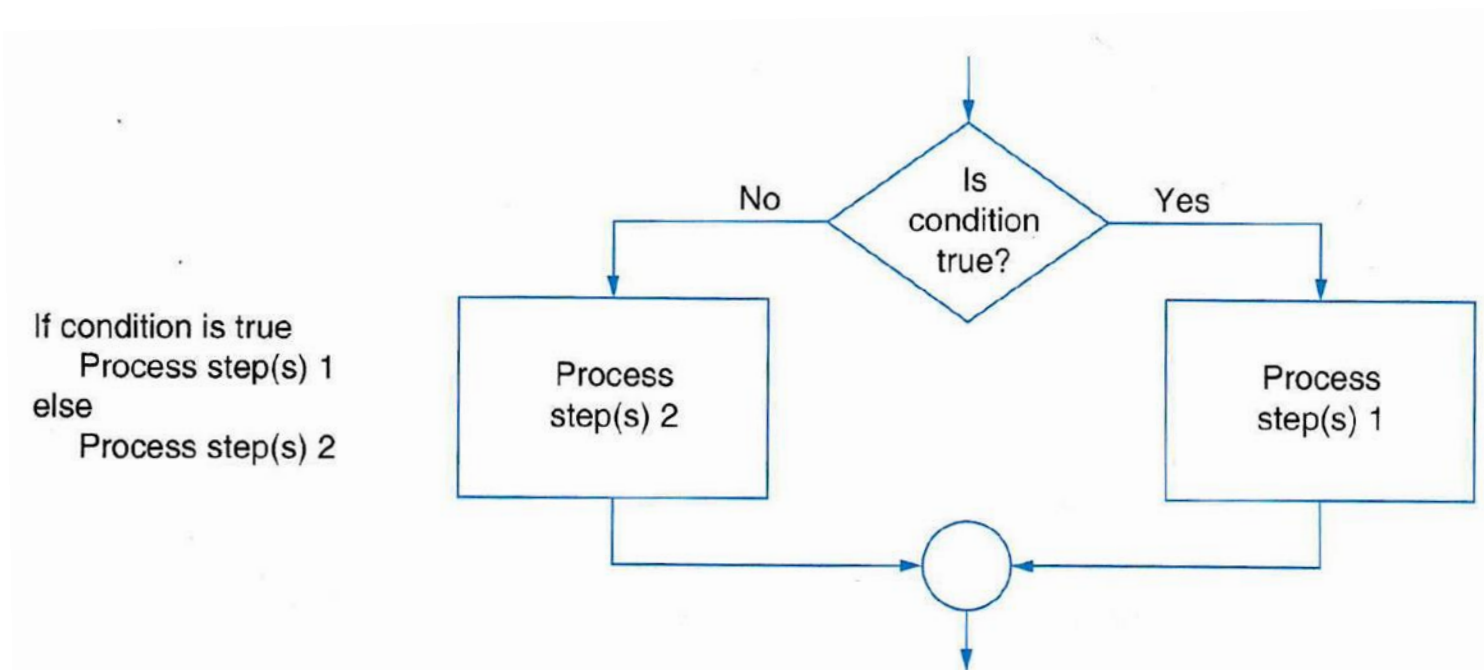 If condition is true
Process step(s) 1
else
Process step(s) 2
Is
condition
true?
No
Yes
Process
step(s) 2
Process
step(s) 1